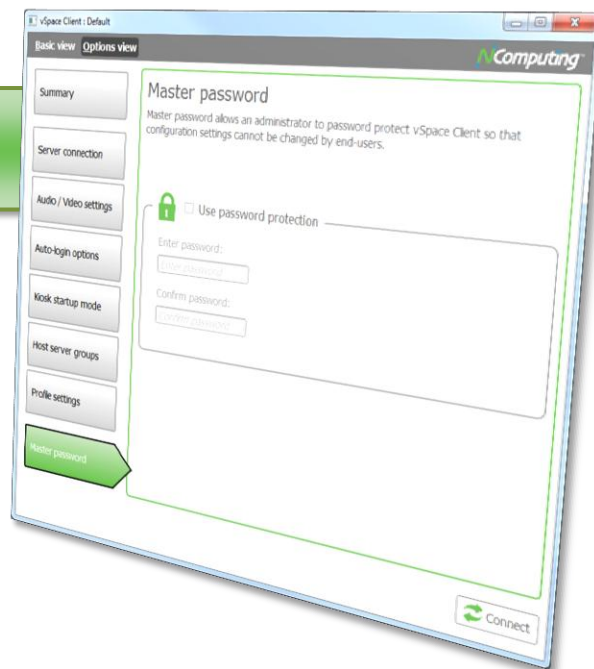 vSpace Client : Default
Basic view Options view
NComputing
Summary
Server connection
Audio / Video settings
Auto-login options
Kiosk startup mode
Host server groups
Profile settings
Master password
Master password
Master password allows an administrator to password protect vSpace Client so that
configuration settings cannot be changed by end-users.
Use password protection
Enter password:
Enter password
Confirm password:
Confirm password
Connect